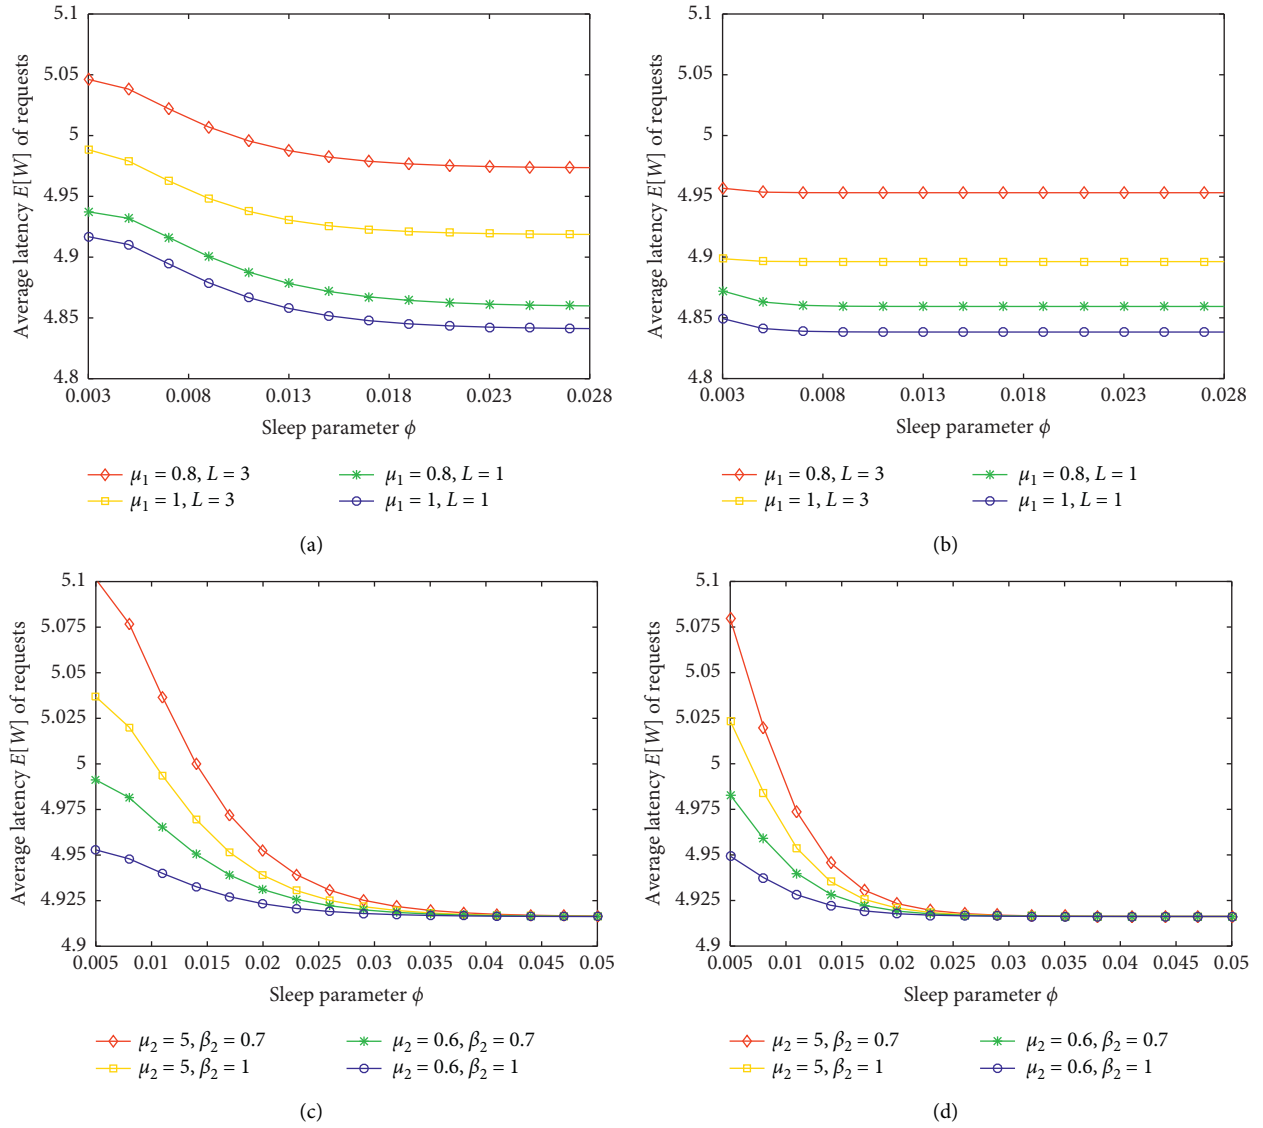 5.1
5.05
5
4.95
4.9
4.85
4.8
Average latency E[W] of requests
0.003 0.008 0.013 0.018 0.023 0.028
Sleep parameter ϕ
μ₁ = 0.8, L = 3
μ₁ = 1, L = 3
μ₁ = 0.8, L = 1
μ₁ = 1, L = 1
(a)
5.1
5.05
5
4.95
4.9
4.85
4.8
Average latency E[W] of requests
0.003 0.008 0.013 0.018 0.023 0.028
Sleep parameter ϕ
μ₁ = 0.8, L = 3
μ₁ = 1, L = 3
μ₁ = 0.8, L = 1
μ₁ = 1, L = 1
(b)
5.1
5.075
5.05
5.025
5
4.975
4.95
4.925
4.9
Average latency E[W] of requests
0.005 0.01 0.015 0.02 0.025 0.03 0.035 0.04 0.045 0.05
Sleep parameter ϕ
μ₂ = 5, β₂ = 0.7
μ₂ = 5, β₂ = 1
μ₂ = 0.6, β₂ = 0.7
μ₂ = 0.6, β₂ = 1
(c)
5.1
5.075
5.05
5.025
5
4.975
4.95
4.925
4.9
Average latency E[W] of requests
0.005 0.01 0.015 0.02 0.025 0.03 0.035 0.04 0.045 0.05
Sleep parameter ϕ
μ₂ = 5, β₂ = 0.7
μ₂ = 5, β₂ = 1
μ₂ = 0.6, β₂ = 0.7
μ₂ = 0.6, β₂ = 1
(d)